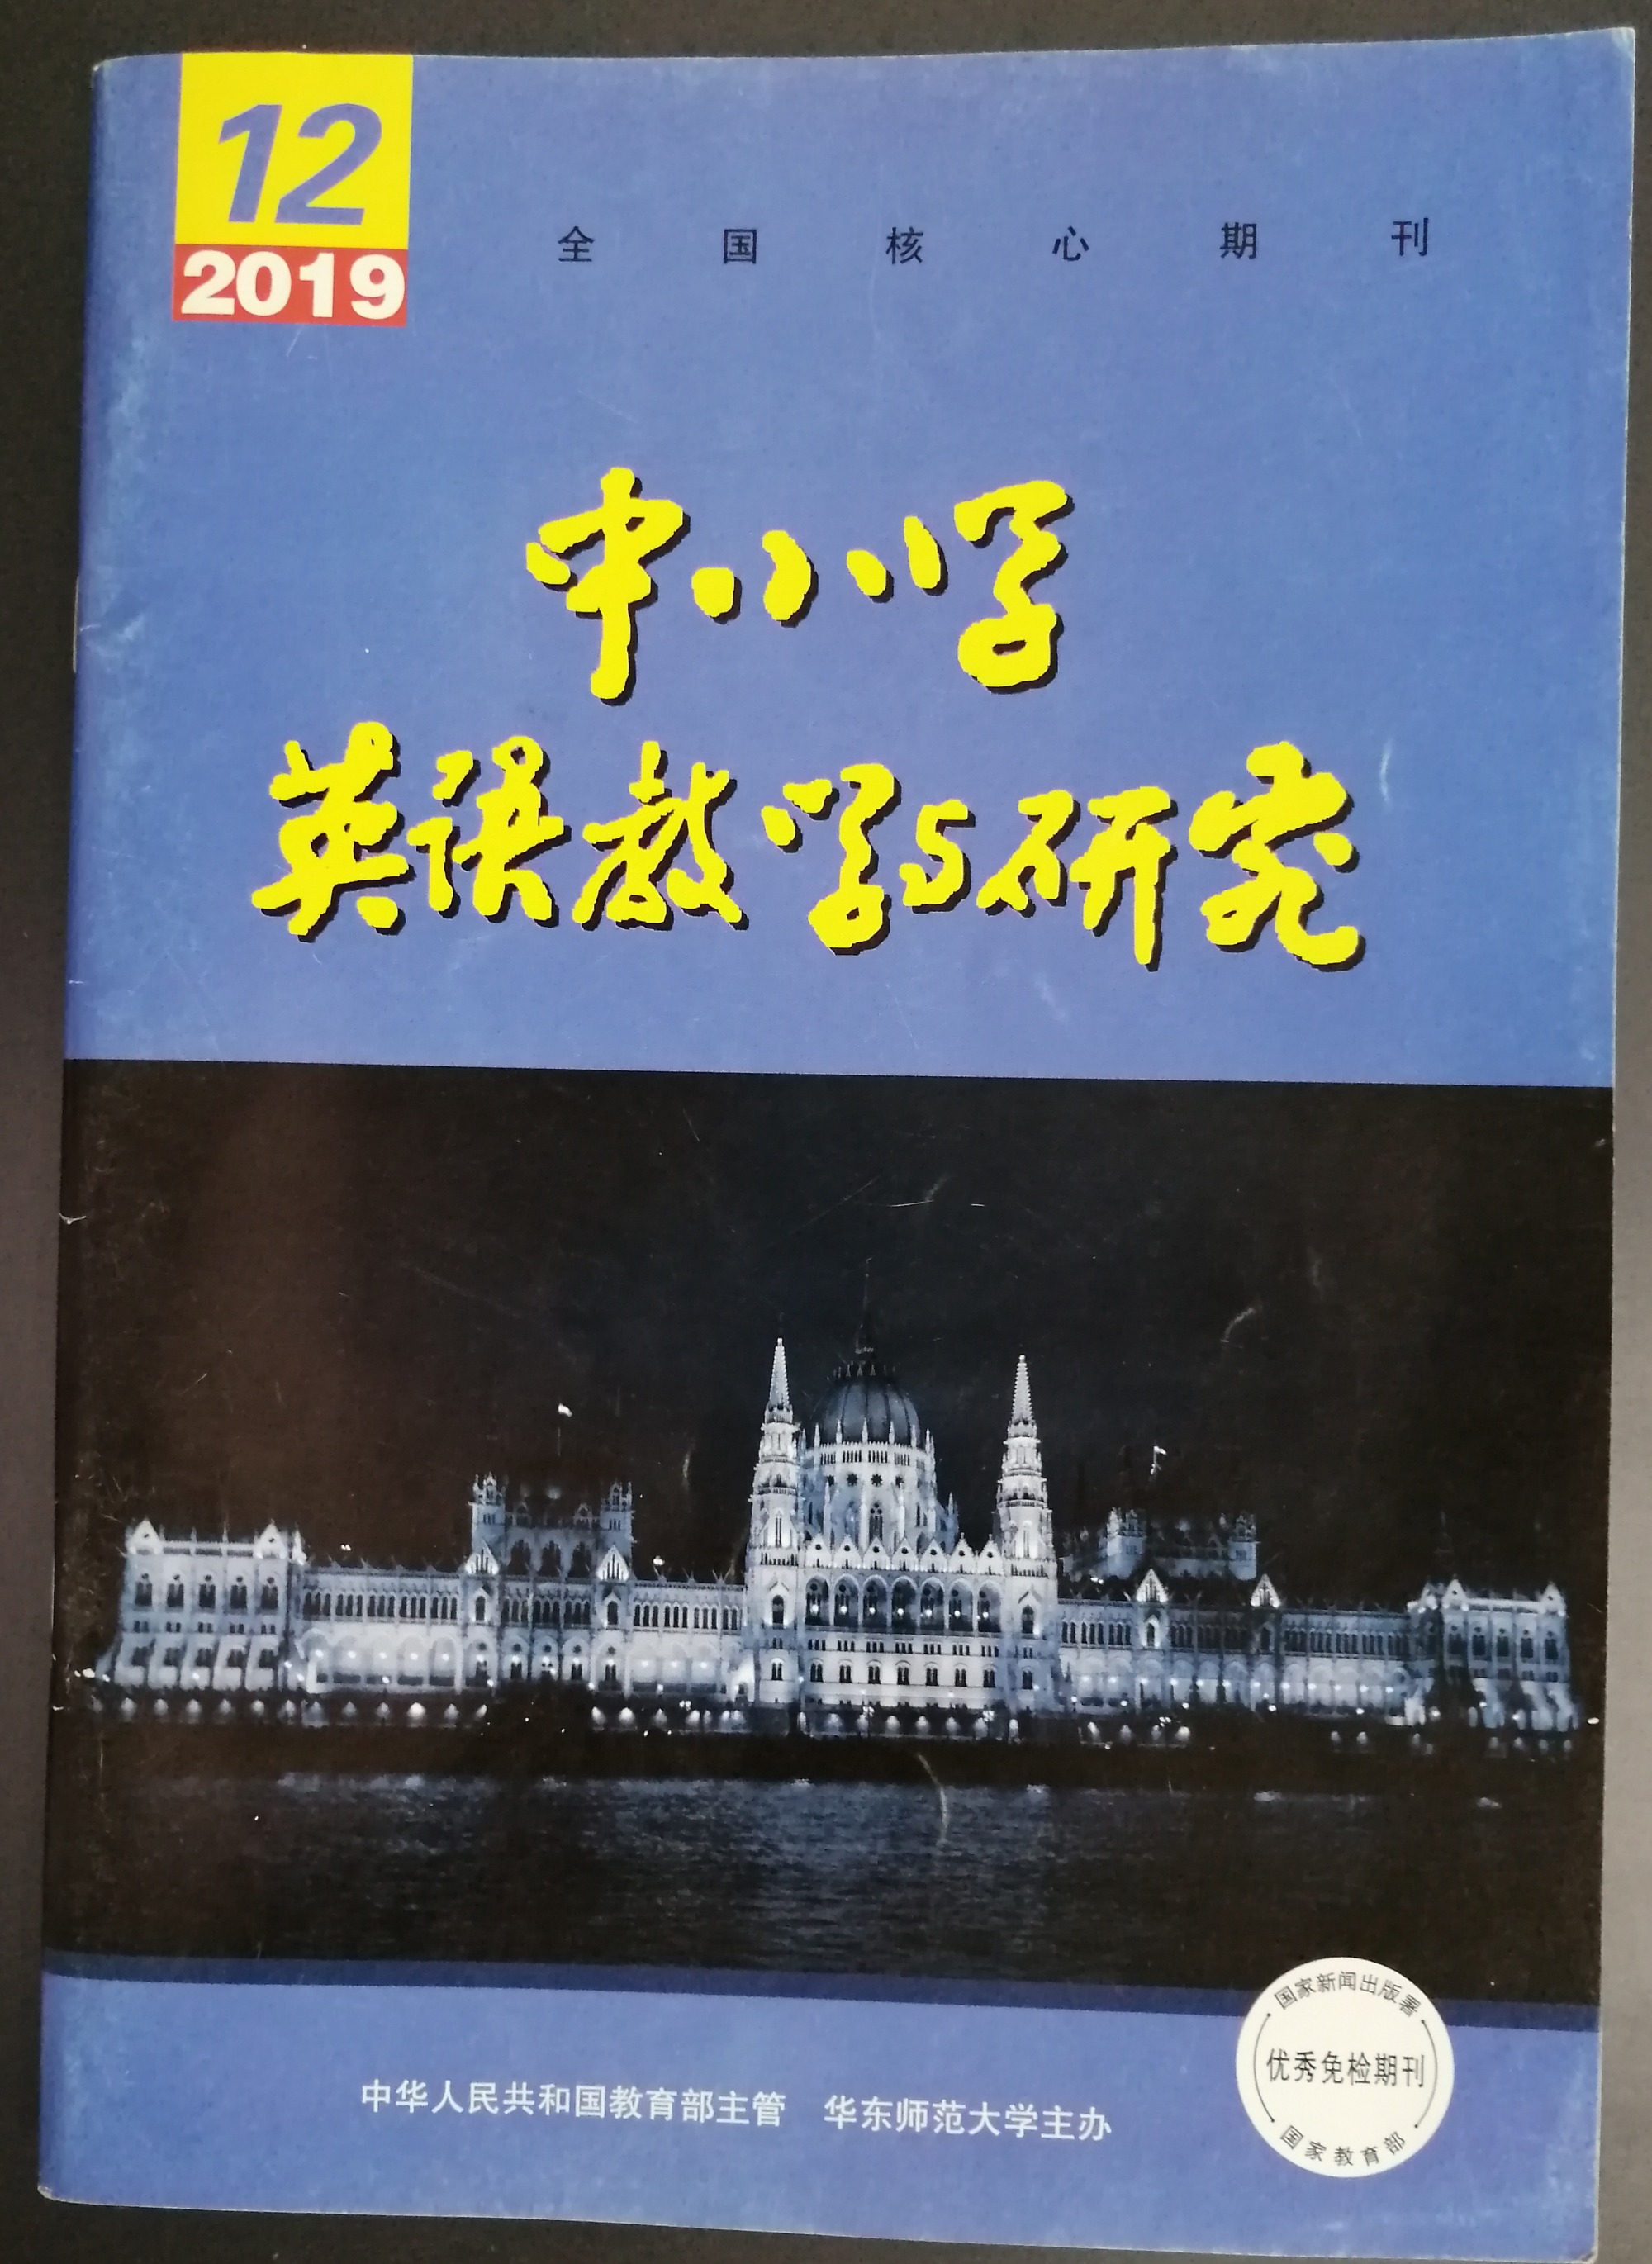 12
2019
全国核心期刊
中小学
英语教学与研究
国家新闻出版署
优秀免检期刊
国家教育部
中华人民共和国教育部主管 华东师范大学主办